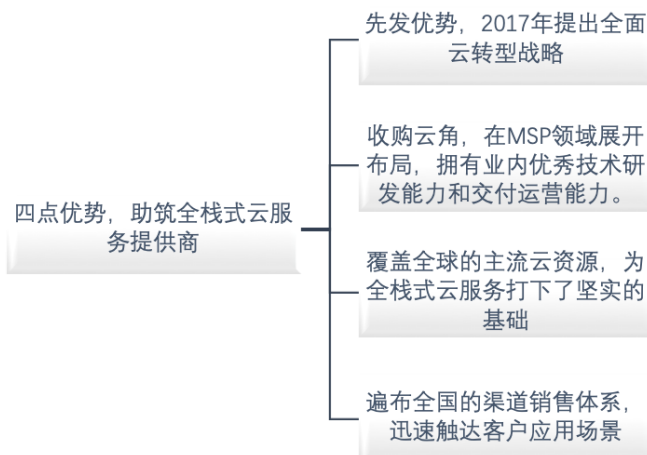 四点优势，助筑全栈式云服
务提供商
先发优势，2017年提出全面
云转型战略
收购云角，在MSP领域展开
布局，拥有业内优秀技术研
发能力和交付运营能力。
覆盖全球的主流云资源，为
全栈式云服务打下了坚实的
基础
遍布全国的渠道销售体系，
迅速触达客户应用场景